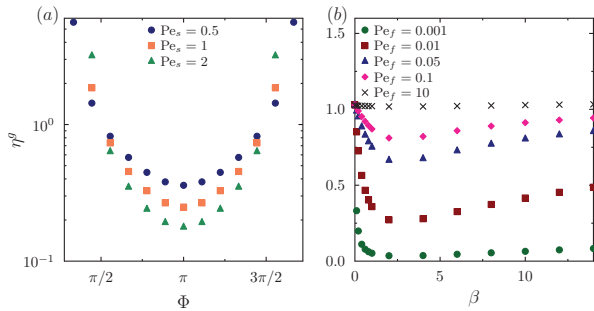 (a)
Pe_s = 0.5
Pe_s = 1
Pe_s = 2
10^0
10^{-1}
η^g
π/2
π
3π/2
Φ
(b)
Pe_f = 0.001
Pe_f = 0.01
Pe_f = 0.05
Pe_f = 0.1
Pe_f = 10
1.5
1.0
0.5
0.0
0
5
10
β